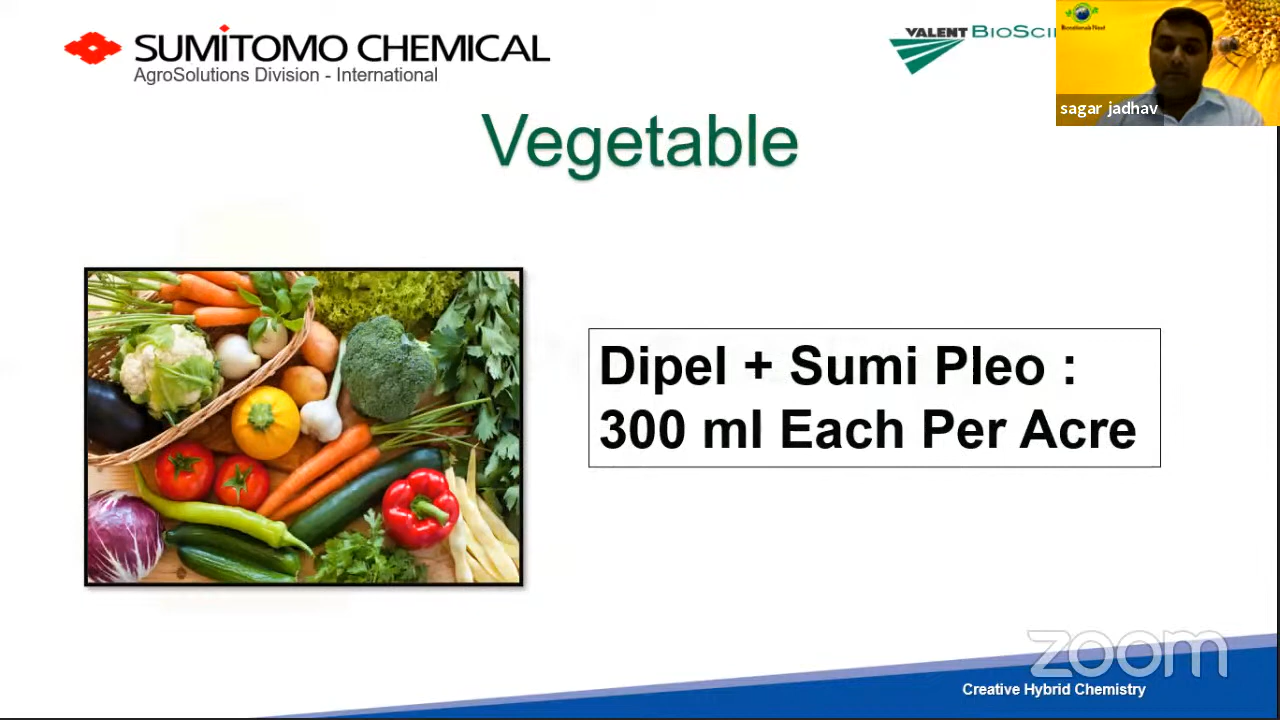 SUMITOMO CHEMICAL
AgroSolutions Division - International
VALENT
sagar jadhav
Vegetable
Dipel + Sumi Pleo :
300 ml Each Per Acre
zoom
Creative Hybrid Chemistry